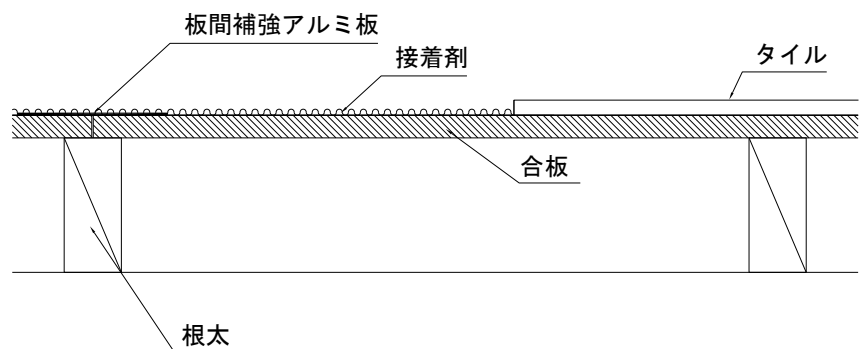 板間補強アルミ板
接着剤
タイル
合板
根太